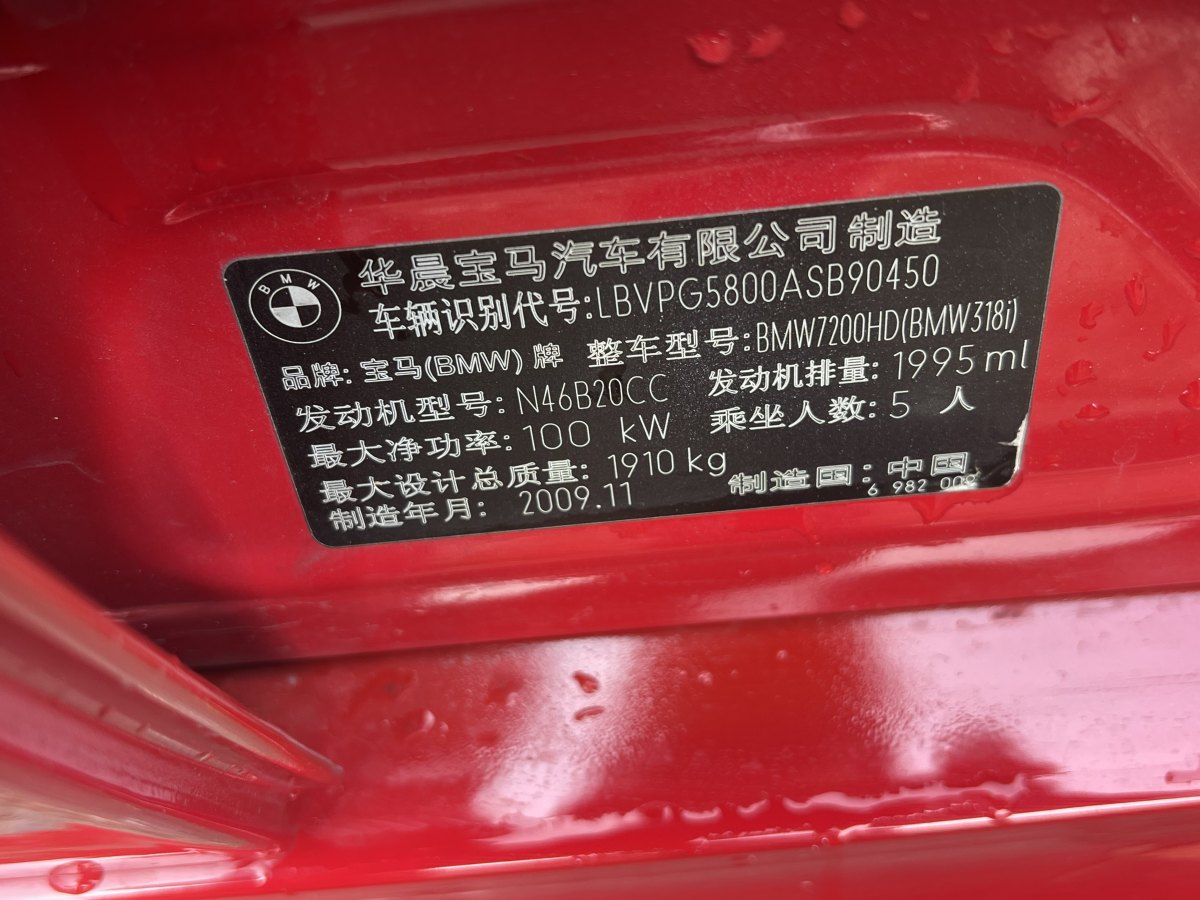 BMW
华晨宝马汽车有限公司制造
车辆识别代号:LBVPG5800ASB90450
品牌:宝马(BMW)牌 整车型号:BMW7200HD(BMW318i)
发动机型号:N46B20CC 发动机排量:1995ml
最大净功率:100 kW 乘坐人数:5 人
最大设计总质量:1910kg
制造年月:2009.11 制造国:中国
6 982 009